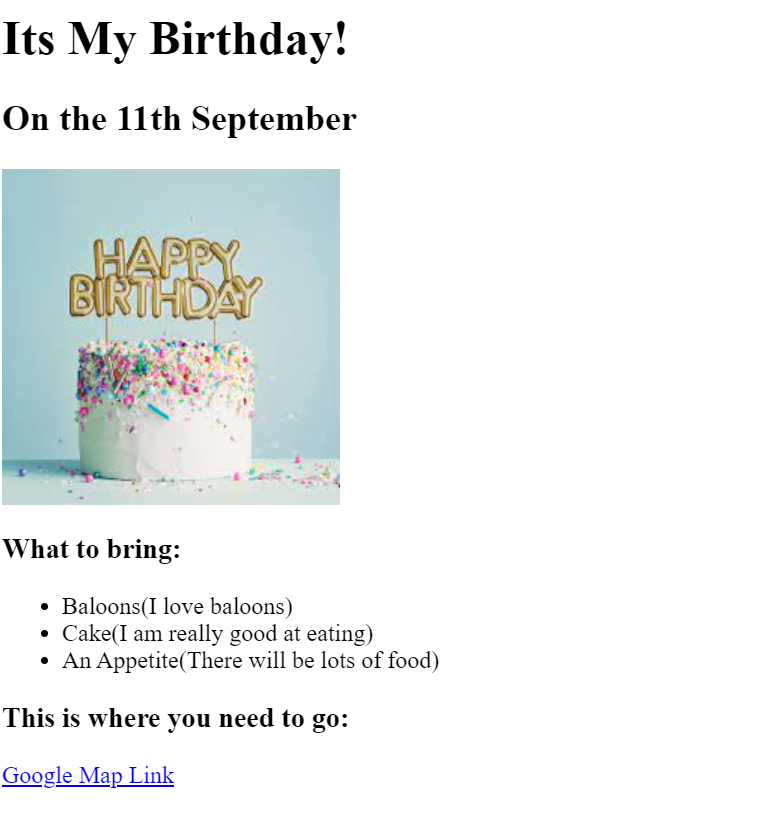 Its My Birthday!
On the 11th September
HAPPY
BIRTHDAY
What to bring:
Baloons(I love baloons)
Cake(I am really good at eating)
An Appetite(There will be lots of food)
This is where you need to go:
Google Map Link